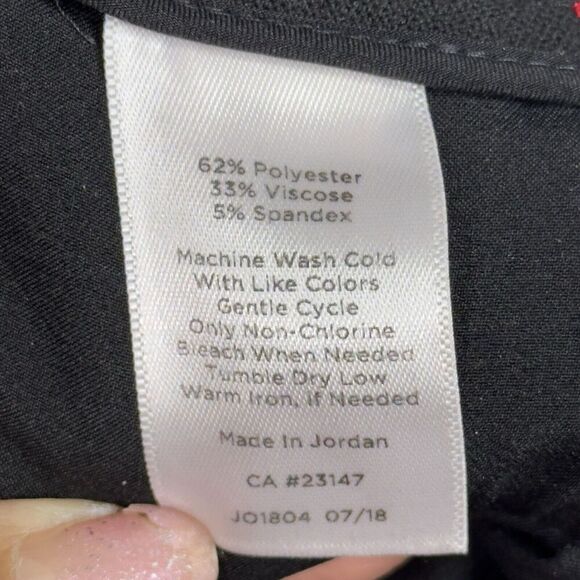 62% Polyester
33% Viscose
5% Spandex
Machine Wash Cold
With Like Colors
Gentle Cycle
Only Non-Chlorine
Bleach When Needed
Tumble Dry Low
Warm Iron, if Needed
Made In Jordan
CA #23147
JO1804 07/18